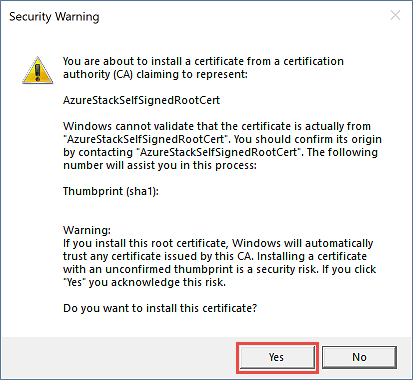 Security Warning
You are about to install a certificate from a certification
authority (CA) claiming to represent:
AzureStackSelfSignedRootCert
Windows cannot validate that the certificate is actually from
"AzureStackSelfSignedRootCert". You should confirm its origin
by contacting "AzureStackSelfSignedRootCert". The following
number will assist you in this process:
Thumbprint (sha1):
Warning:
If you install this root certificate, Windows will automatically
trust any certificate issued by this CA. Installing a certificate
with an unconfirmed thumbprint is a security risk. If you click
"Yes" you acknowledge this risk.
Do you want to install this certificate?
Yes
No